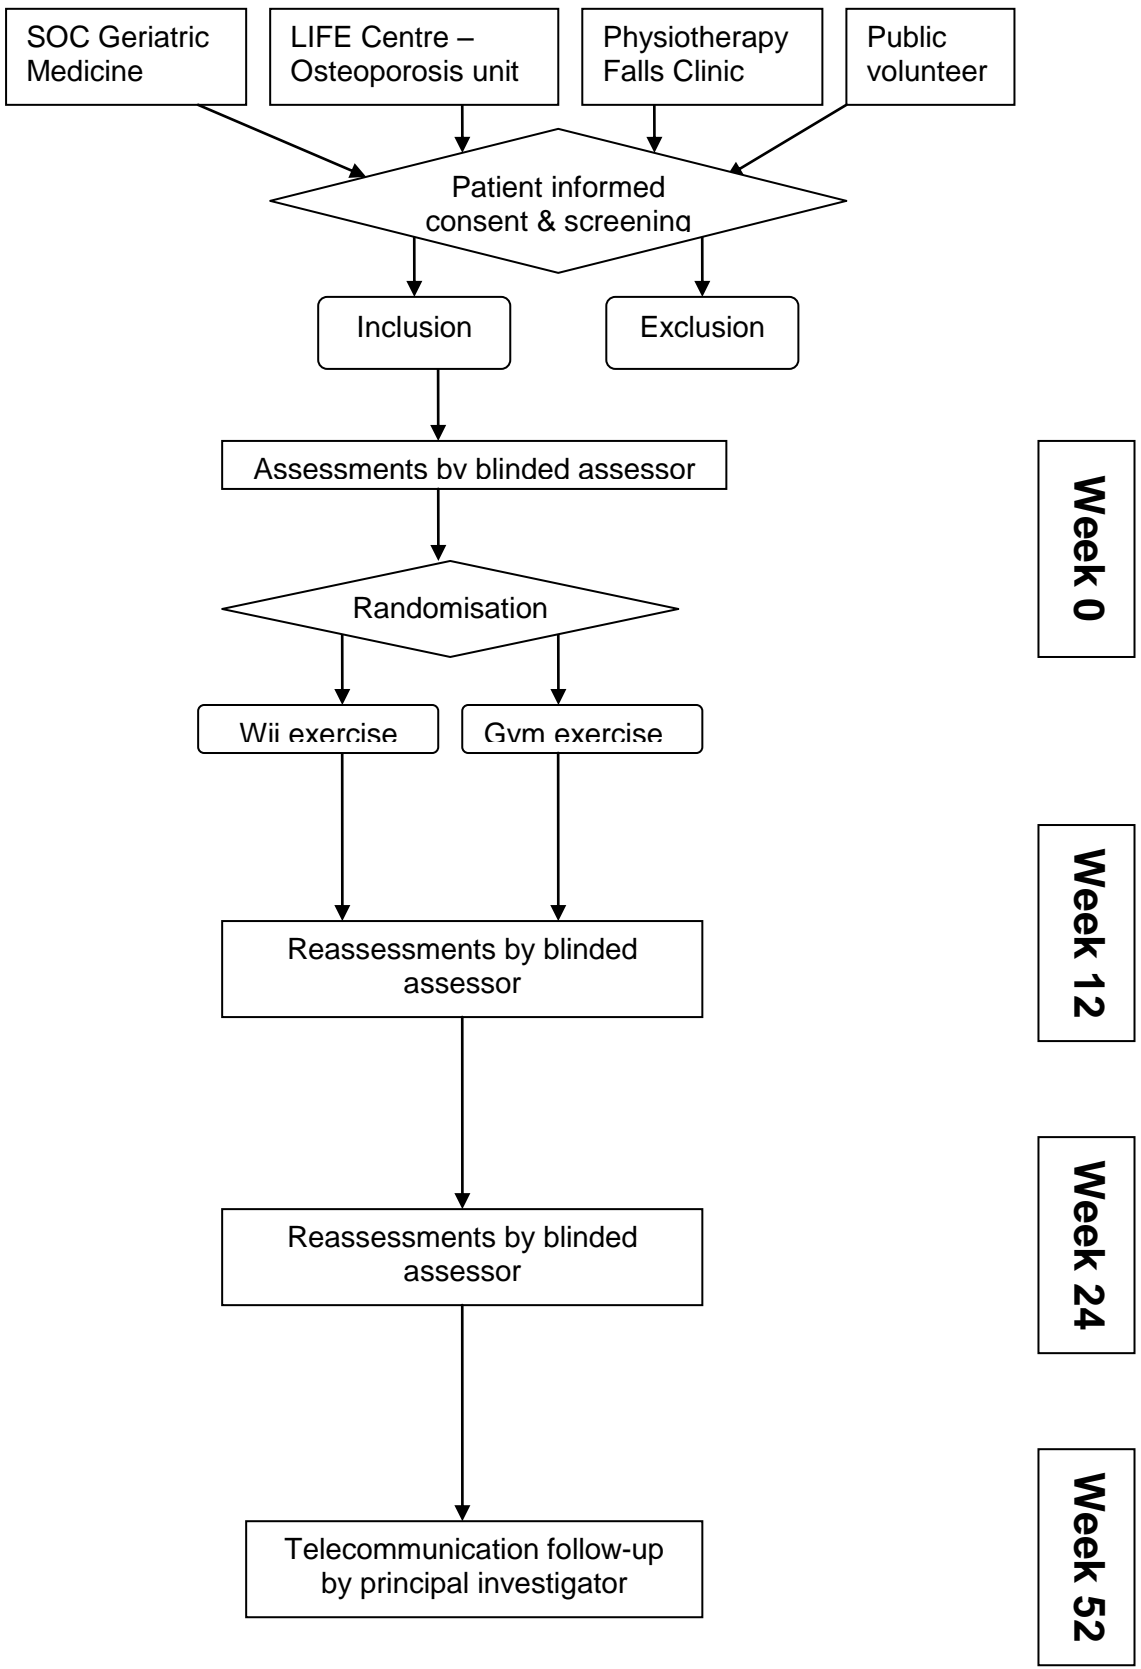 SOC Geriatric
Medicine
LIFE Centre –
Osteoporosis unit
Physiotherapy
Falls Clinic
Public
volunteer
Patient informed
consent & screening
Inclusion
Exclusion
Assessments by blinded assessor
Week 0
Randomisation
Wii exercise
Gym exercise
Week 12
Reassessments by blinded
assessor
Week 24
Reassessments by blinded
assessor
Week 52
Telecommunication follow-up
by principal investigator